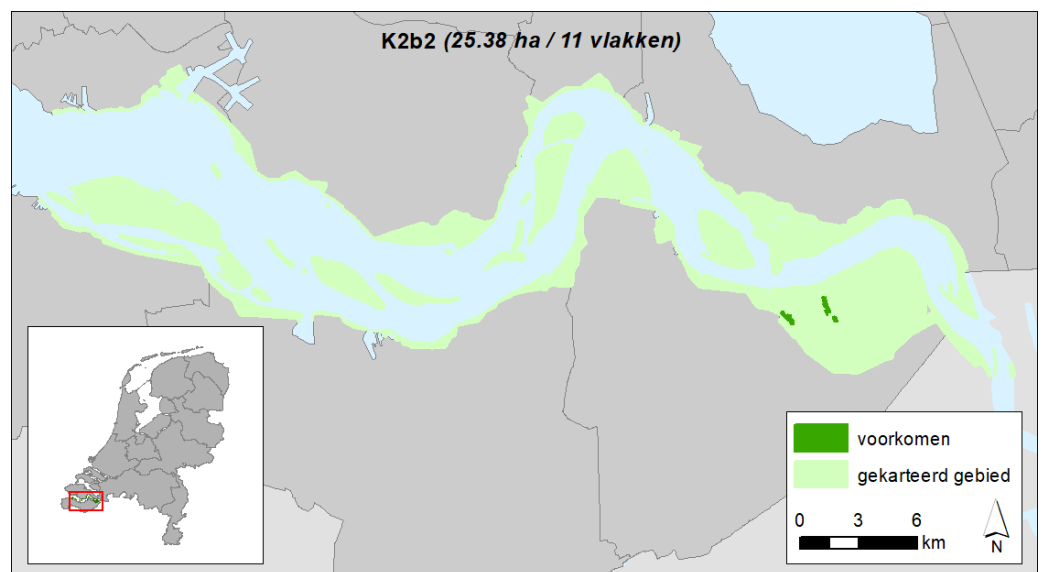 K2b2 (25.38 ha / 11 vlakken)
voorkomen
gekarteerd gebied
0 3 6
km
N